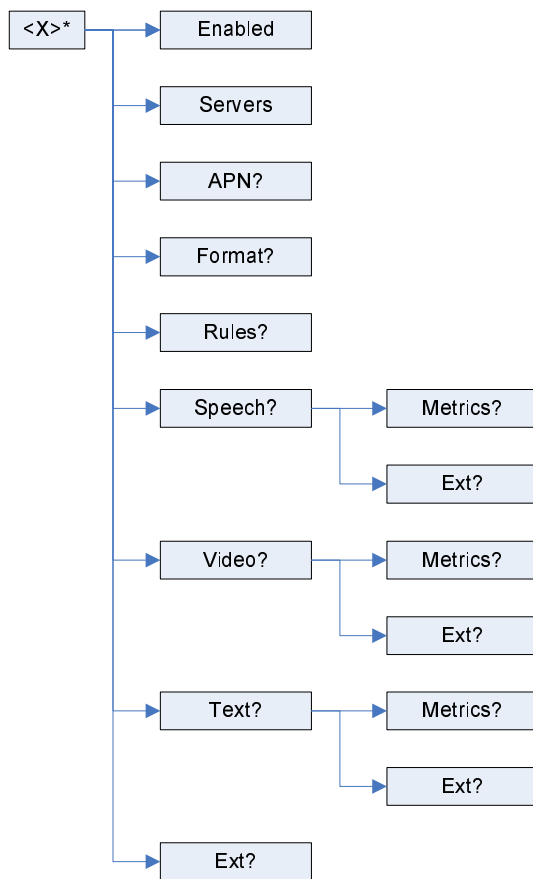 <X>*
Enabled
Servers
APN?
Format?
Rules?
Speech?
Metrics?
Ext?
Video?
Metrics?
Ext?
Text?
Metrics?
Ext?
Ext?